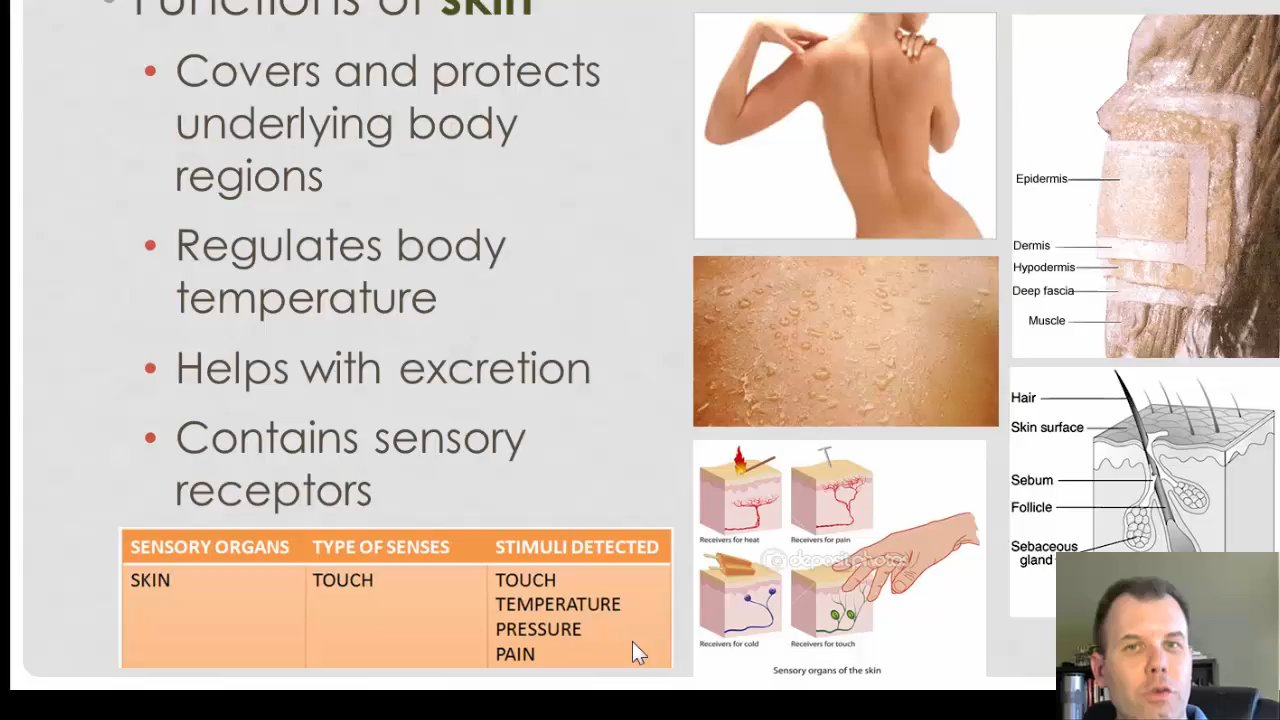 Functions of skin
Covers and protects
underlying body
regions
Regulates body
temperature
Helps with excretion
Contains sensory
receptors
SENSORY ORGANS TYPE OF SENSES STIMULI DETECTED
SKIN TOUCH TOUCH
TEMPERATURE
PRESSURE
PAIN
Epidermis
Dermis
Hypodermis
Deep fascia
Muscle
Hair
Skin surface
Sebum
Follicle
Sebaceous
gland
Receivers for heat Receivers for pain
depositphotos
Receivers for cold Receivers for touch
Sensory organs of the skin